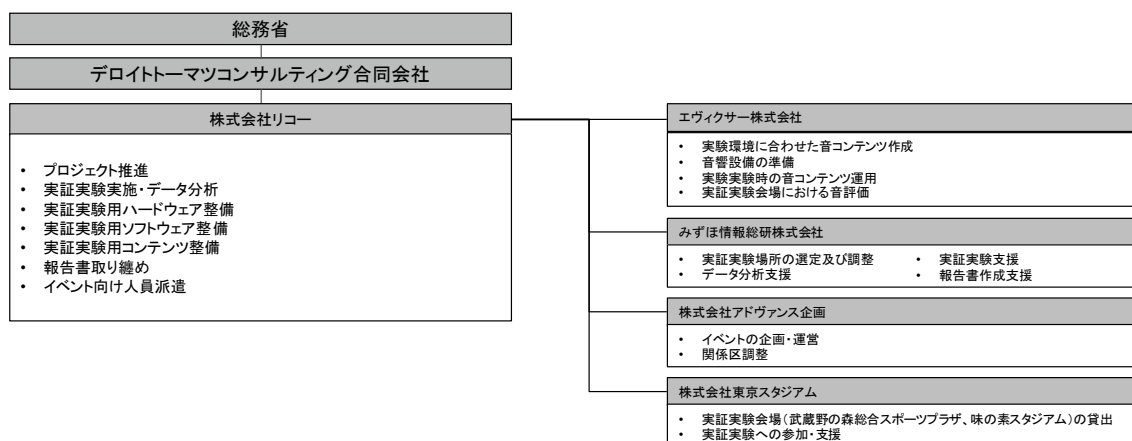 総務省
デロイトトーマツコンサルティング合同会社
株式会社リコー
• プロジェクト推進
• 実証実験実施・データ分析
• 実証実験用ハードウェア整備
• 実証実験用ソフトウェア整備
• 実証実験用コンテンツ整備
• 報告書取り纏め
• イベント向け人員派遣
エヴィクサー株式会社
• 実験環境に合わせた音コンテンツ作成
• 音響設備の準備
• 実験実験時の音コンテンツ運用
• 実証実験会場における音評価
みずほ情報総研株式会社
• 実証実験場所の選定及び調整
• データ分析支援
• 実証実験支援
• 報告書作成支援
株式会社アドヴァンス企画
• イベントの企画・運営
• 関係区調整
株式会社東京スタジアム
• 実証実験会場(武蔵野の森総合スポーツプラザ、味の素スタジアム)の貸出
• 実証実験への参加・支援